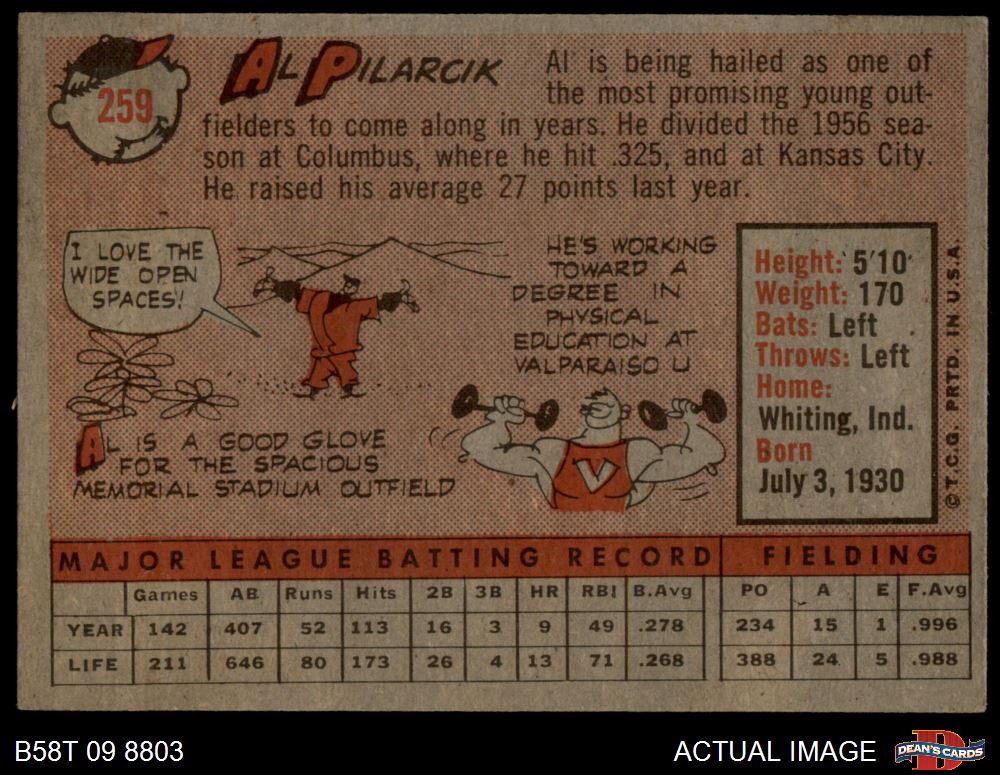 259
AL PILARCIK
Al is being hailed as one of
the most promising young out-
fielders to come along in years. He divided the 1956 sea-
son at Columbus, where he hit .325, and at Kansas City.
He raised his average 27 points last year.
I LOVE THE
WIDE OPEN
SPACES!
AL IS A GOOD GLOVE
FOR THE SPACIOUS
MEMORIAL STADIUM OUTFIELD
HE'S WORKING
TOWARD A
DEGREE IN
PHYSICAL
EDUCATION AT
VALPARAISO U
V
Height: 5'10
Weight: 170
Bats: Left
Throws: Left
Home:
Whiting, Ind.
Born
July 3, 1930
© T.C.G. PRTD. IN U.S.A.
MAJOR LEAGUE BATTING RECORD FIELDING
Games AB Runs Hits 2B 3B HR RBI B.Avg PO A E F.Avg
YEAR 142 407 52 113 16 3 9 49 .278 234 15 1 .996
LIFE 211 646 80 173 26 4 13 71 .268 388 24 5 .988
B58T 09 8803
ACTUAL IMAGE
DEAN'S CARDS